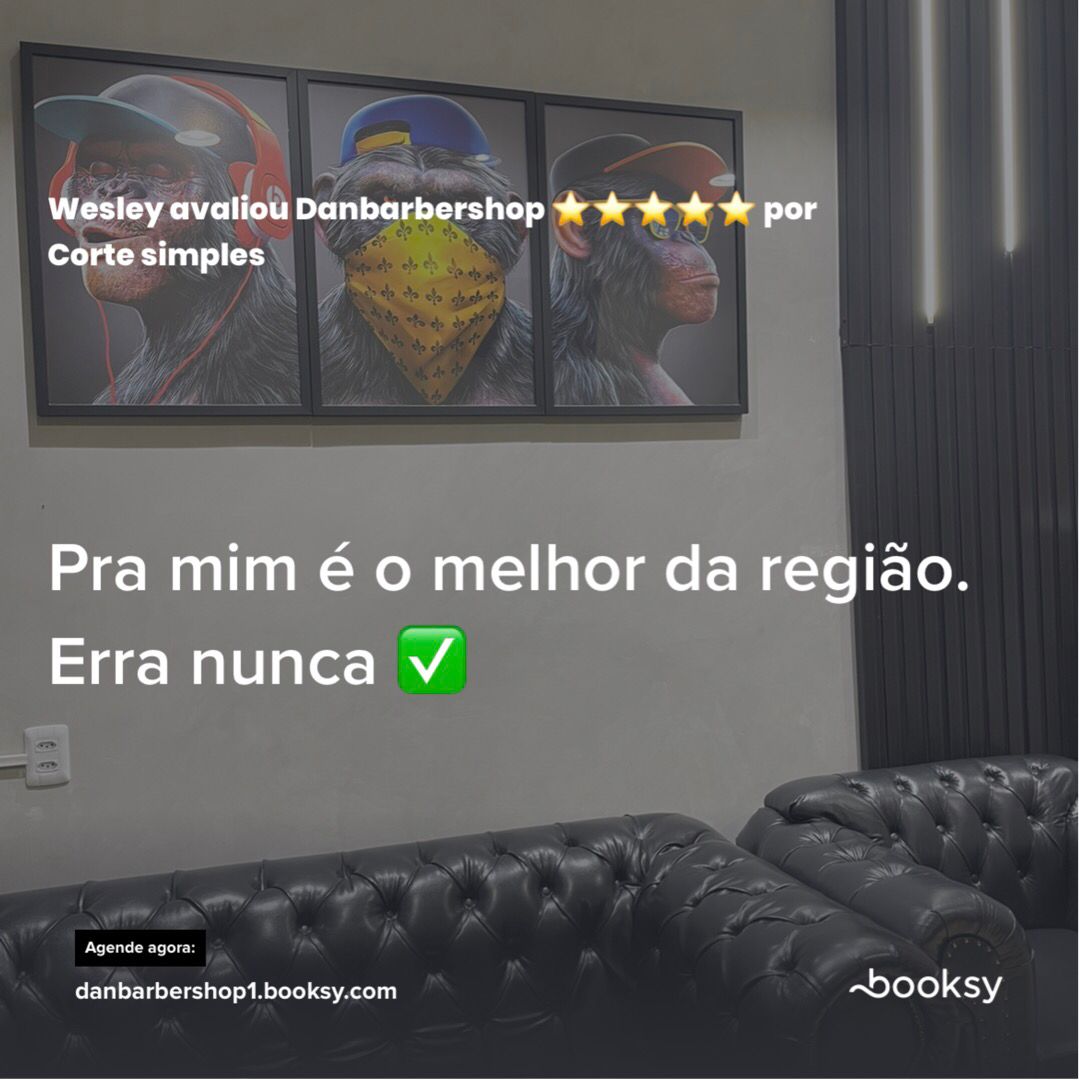 Wesley avaliou Danbarbershop ⭐⭐⭐⭐⭐ por
Corte simples
Pra mim é o melhor da região.
Erra nunca ✅
Agende agora:
danbarbershop1.booksy.com
booksy